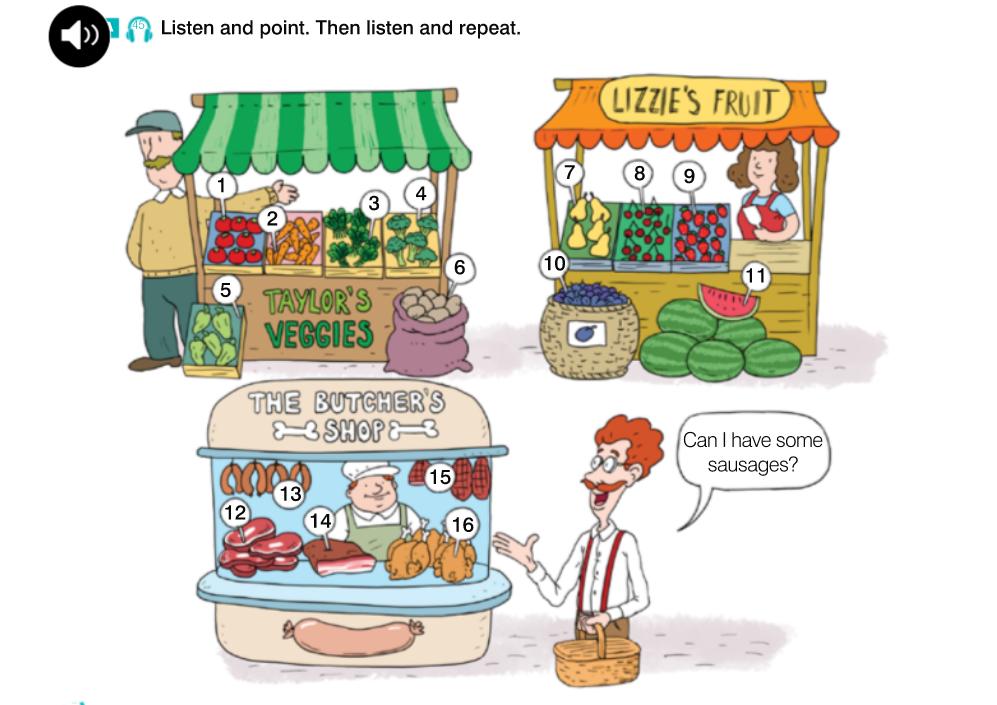 45 Listen and point. Then listen and repeat.
LIZZIE'S FRUIT
1
2
3
4
5
6
TAYLOR'S
VEGGIES
7
8
9
10
11
THE BUTCHER'S
SHOP
12
13
14
15
16
Can I have some
sausages?